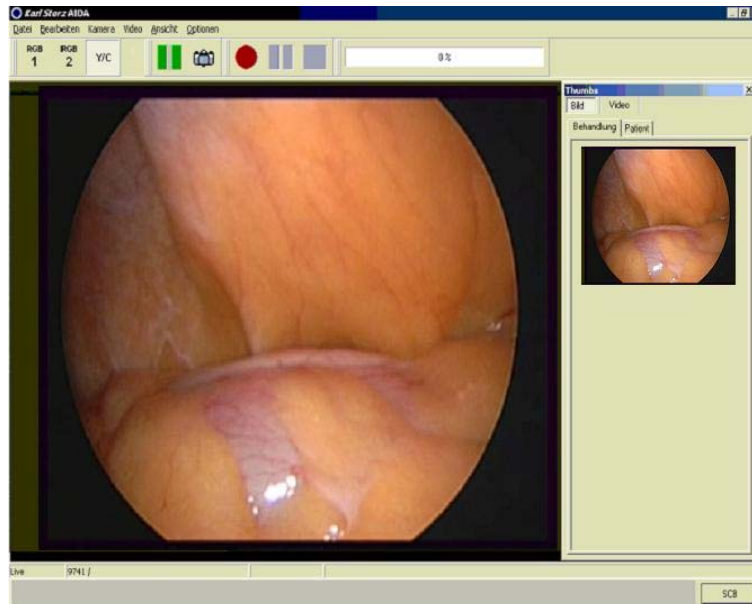 Karl Storz AIDA
Datei Bearbeiten Kamera Video Ansicht Optionen
RGB 1 RGB 2 Y/C 0 %
Thumbs
Bild Video
Behandlung Patient
Live 9741 /
SCB